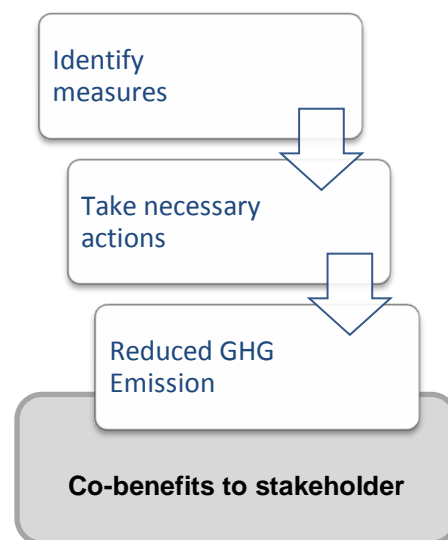 Identify
measures
Take necessary
actions
Reduced GHG
Emission
Co-benefits to stakeholder